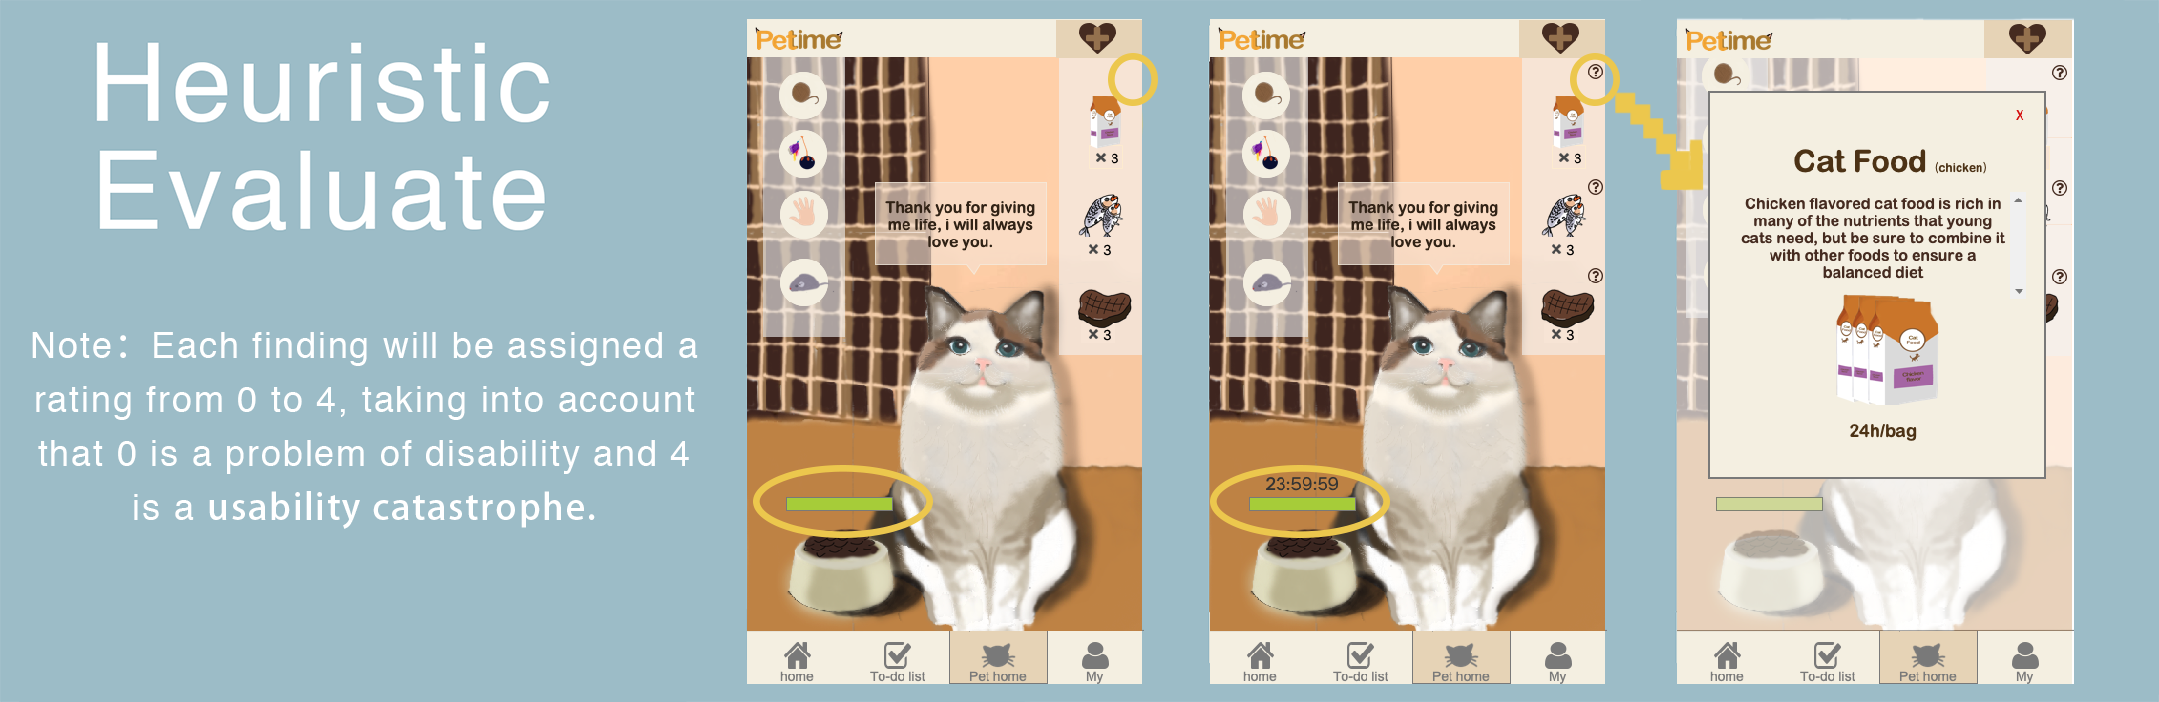 Heuristic
Evaluate
Note：Each finding will be assigned a
rating from 0 to 4, taking into account
that 0 is a problem of disability and 4
is a usability catastrophe.
Petime
× 3
Thank you for giving
me life, i will always
love you.
× 3
× 3
home
To-do list
Pet home
My
Petime
?
× 3
?
Thank you for giving
me life, i will always
love you.
× 3
?
× 3
23:59:59
home
To-do list
Pet home
My
Petime
?
X
Cat Food (chicken)
?
Chicken flavored cat food is rich in
many of the nutrients that young
cats need, but be sure to combine it
with other foods to ensure a
balanced diet
?
Cat
Food
Chicken
flavor
24h/bag
home
To-do list
Pet home
My